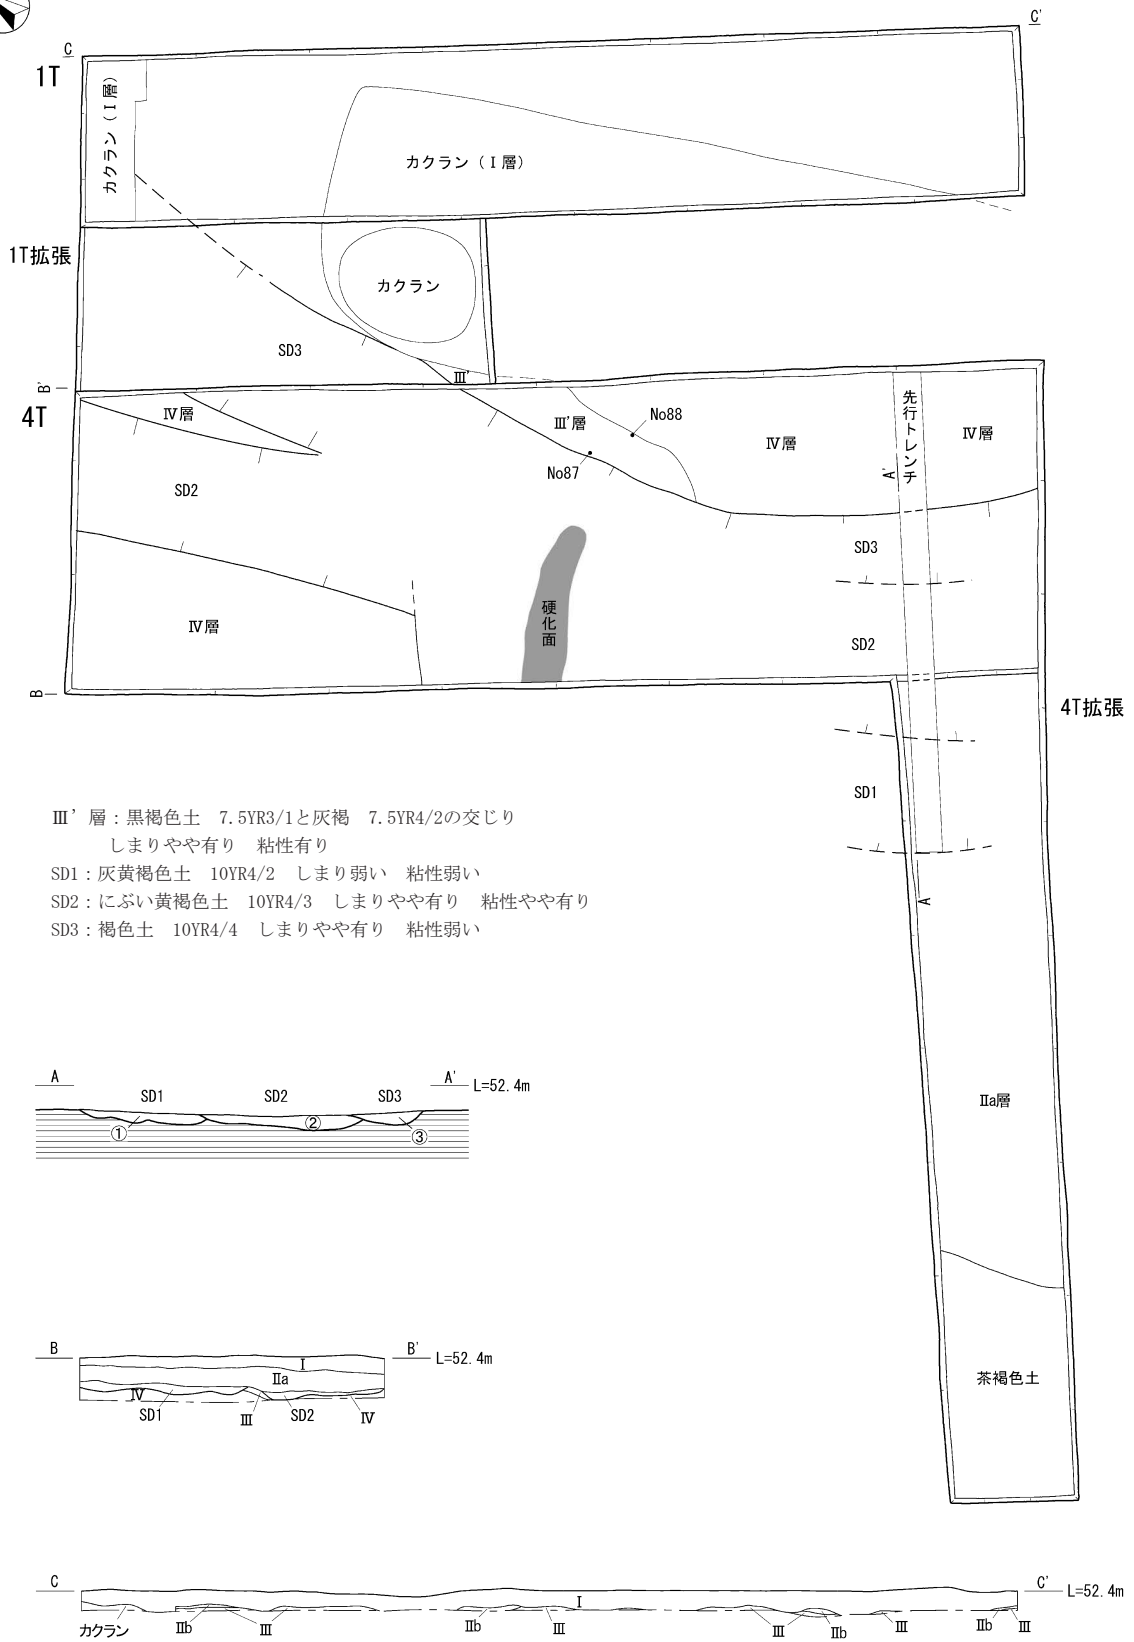 C
C'
1T
カクラン（Ⅰ層）
カクラン（Ⅰ層）
1T拡張
カクラン
SD3
Ⅲ'
B'
4T
Ⅳ層
Ⅲ'層
No88
No87
Ⅳ層
先行トレンチ
A'
Ⅳ層
SD2
SD3
硬化面
Ⅳ層
SD2
B
4T拡張
SD1
A
Ⅲ’層：黒褐色土　7.5YR3/1と灰褐　7.5YR4/2の交じり
しまりやや有り　粘性有り
SD1：灰黄褐色土　10YR4/2　しまり弱い　粘性弱い
SD2：にぶい黄褐色土　10YR4/3　しまりやや有り　粘性やや有り
SD3：褐色土　10YR4/4　しまりやや有り　粘性弱い
Ⅱa層
茶褐色土
A
A'
L=52.4m
SD1
SD2
SD3
①
②
③
B
B'
L=52.4m
Ⅰ
Ⅱa
Ⅳ
SD1
Ⅲ
SD2
Ⅳ
C
C'
L=52.4m
Ⅰ
カクラン
Ⅱb
Ⅲ
Ⅱb
Ⅲ
Ⅲ
Ⅱb
Ⅲ
Ⅱb
Ⅲ